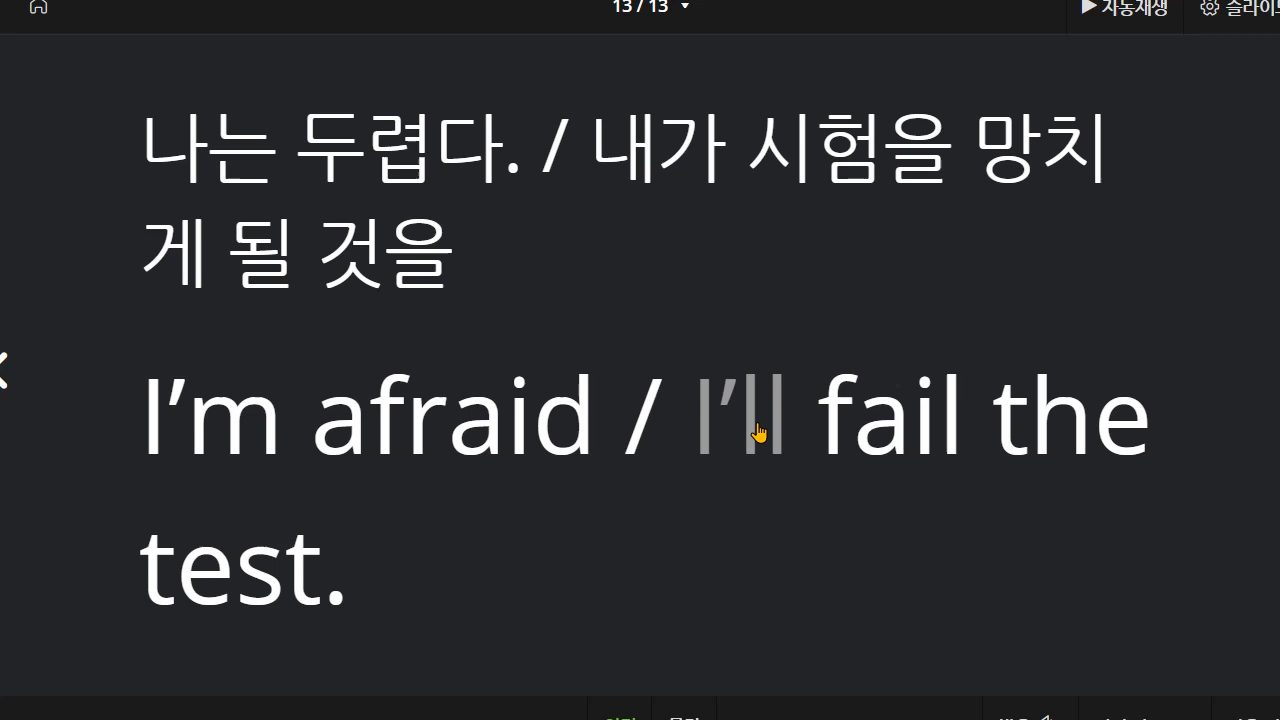 13 / 13
자동재생
나는 두렵다. / 내가 시험을 망치
게 될 것을
I’m afraid / I’ll fail the
test.